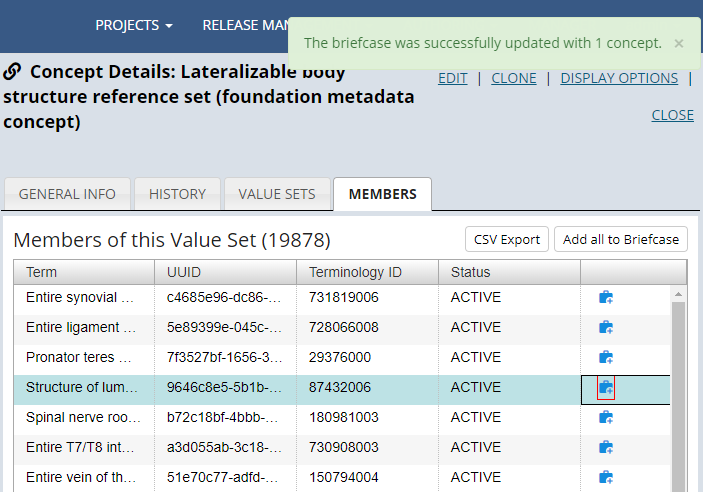 PROJECTS
RELEASE MAN
The briefcase was successfully updated with 1 concept. ×
Concept Details: Lateralizable body
structure reference set (foundation metadata
concept)
EDIT | CLONE | DISPLAY OPTIONS |
CLOSE
GENERAL INFO HISTORY VALUE SETS MEMBERS
Members of this Value Set (19878) CSV Export Add all to Briefcase
Term UUID Terminology ID Status
Entire synovial ... c4685e96-dc86-... 731819006 ACTIVE
Entire ligament ... 5e89399e-045c-... 728066008 ACTIVE
Pronator teres ... 7f3527bf-1656-3... 29376000 ACTIVE
Structure of lum... 9646c8e5-5b1b-... 87432006 ACTIVE
Spinal nerve roo... b72c18bf-4bbb-... 180981003 ACTIVE
Entire T7/T8 int... a3d055ab-3c18-... 730908003 ACTIVE
Entire vein of th... 51e70c77-adfd-... 150794004 ACTIVE